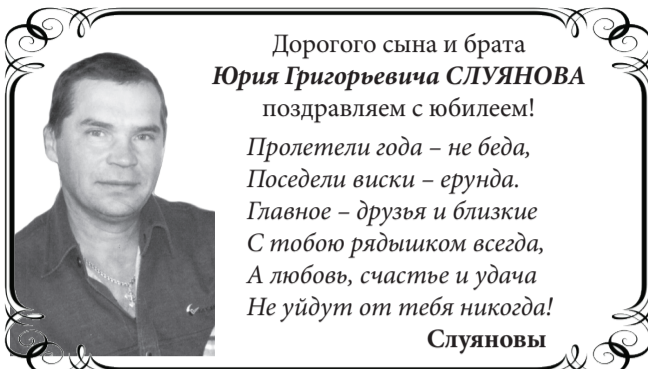 Дорогого сына и брата
Юрия Григорьевича СЛУЯНОВА
поздравляем с юбилеем!
Пролетели года – не беда,
Поседели виски – ерунда.
Главное – друзья и близкие
С тобою рядышком всегда,
А любовь, счастье и удача
Не уйдут от тебя никогда!
Слуяновы